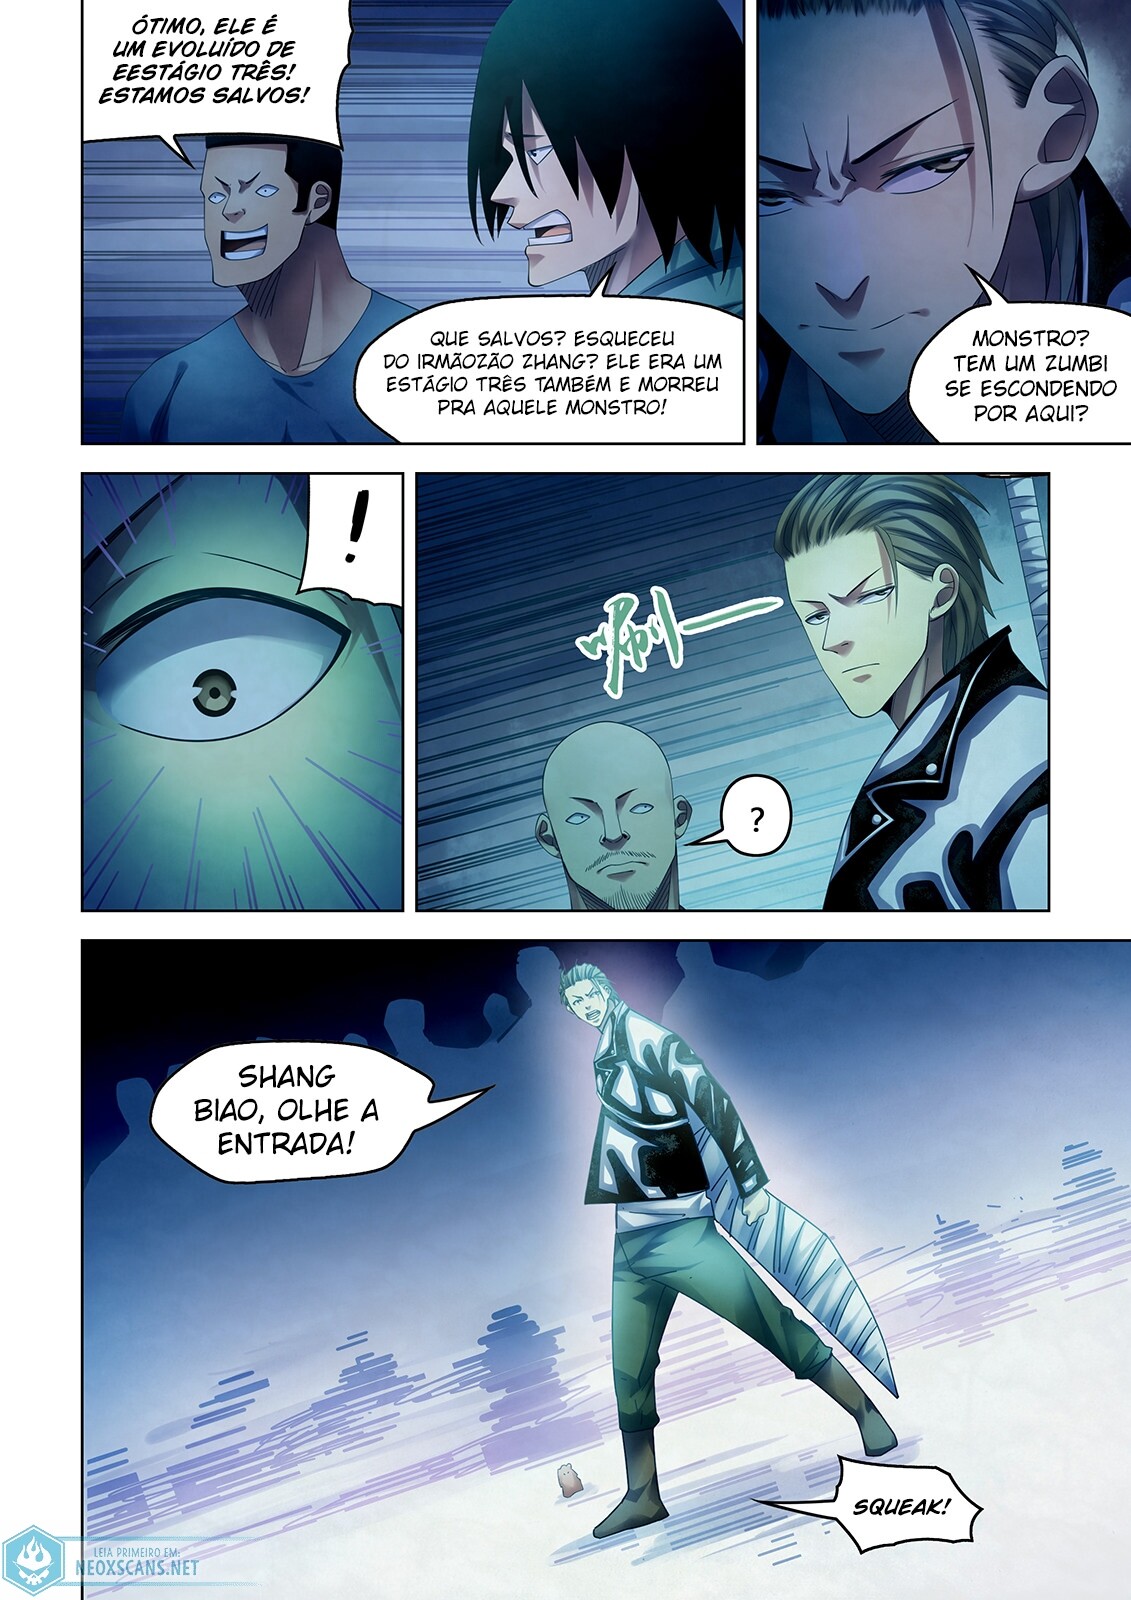 ÓTIMO, ELE É
UM EVOLUÍDO DE
EESTÁGIO TRÊS!
ESTAMOS SALVOS!
QUE SALVOS? ESQUECEU
DO IRMÃOZÃO ZHANG? ELE ERA UM
ESTÁGIO TRÊS TAMBÉM E MORREU
PRA AQUELE MONSTRO!
MONSTRO?
TEM UM ZUMBI
SE ESCONDENDO
POR AQUI?
!
唰
?
SHANG
BIAO, OLHE A
ENTRADA!
SQUEAK!
LEIA PRIMEIRO EM:
NEOXSCANS.NET